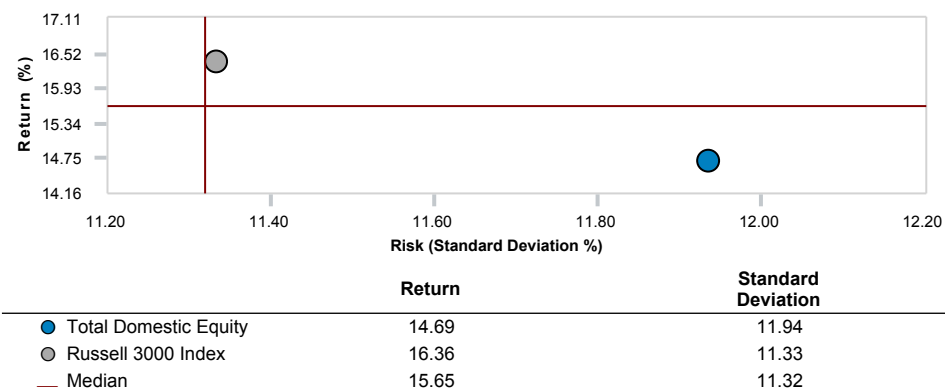 17.11
16.52
15.93
15.34
14.75
14.16
Return (%)
11.20 11.40 11.60 11.80 12.00 12.20
Risk (Standard Deviation %)
Return Standard Deviation
Total Domestic Equity 14.69 11.94
Russell 3000 Index 16.36 11.33
Median 15.65 11.32